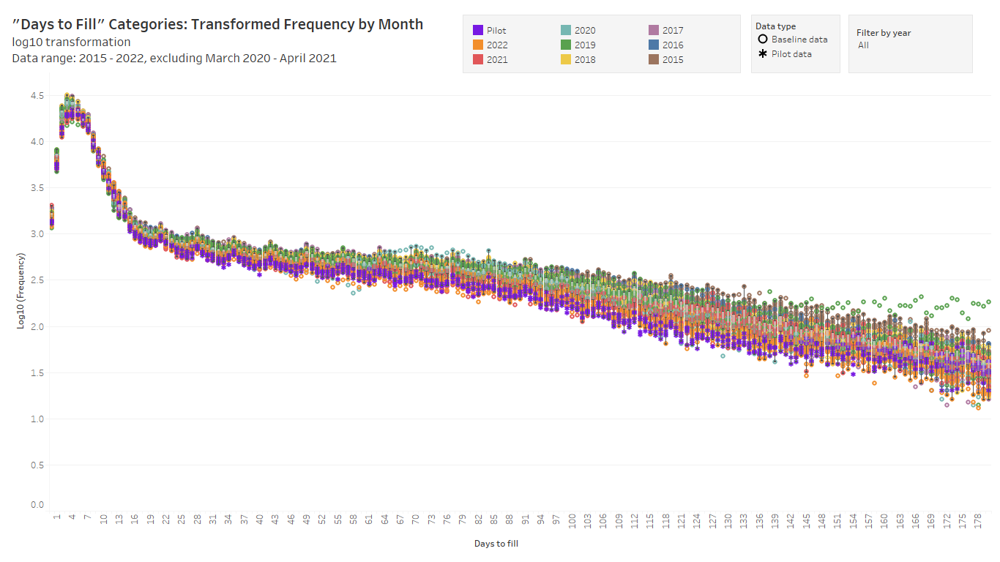 "Days to Fill" Categories: Transformed Frequency by Month
log10 transformation
Data range: 2015 - 2022, excluding March 2020 - April 2021
Pilot
2020
2017
2022
2019
2016
2021
2018
2015
Data type
Baseline data
Pilot data
Filter by year
All
4.5
4.0
3.5
3.0
2.5
2.0
1.5
1.0
0.5
0.0
Log10 (Frequency)
1 4 7 10 13 16 19 22 25 28 31 34 37 40 43 46 49 52 55 58 61 64 67 70 73 76 79 82 85 88 91 94 97 100 103 106 109 112 115 118 121 124 127 130 133 136 139 142 145 148 151 154 157 160 163 166 169 172 175 178
Days to fill